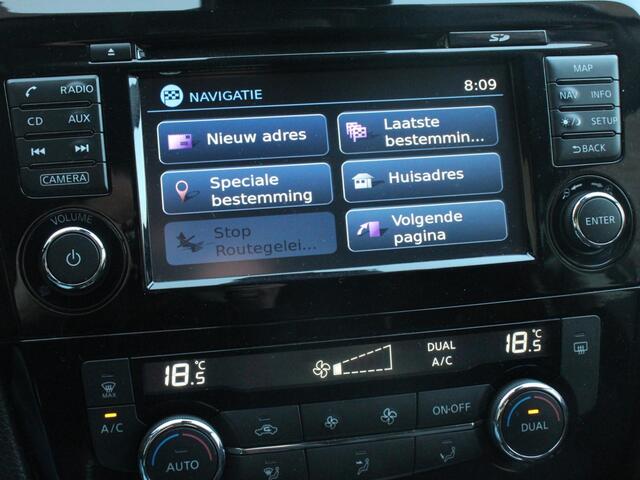 SD
RADIO
CD AUX
CAMERA
VOLUME
NAVIGATIE 8:09
Nieuw adres
Laatste
bestemmin...
Speciale
bestemming
Huisadres
Stop
Routegelei...
Volgende
pagina
MAP
NAV INFO
SETUP
BACK
ENTER
18.5°C
DUAL
A/C
18.5°C
MAX
A/C
ON·OFF
AUTO
DUAL